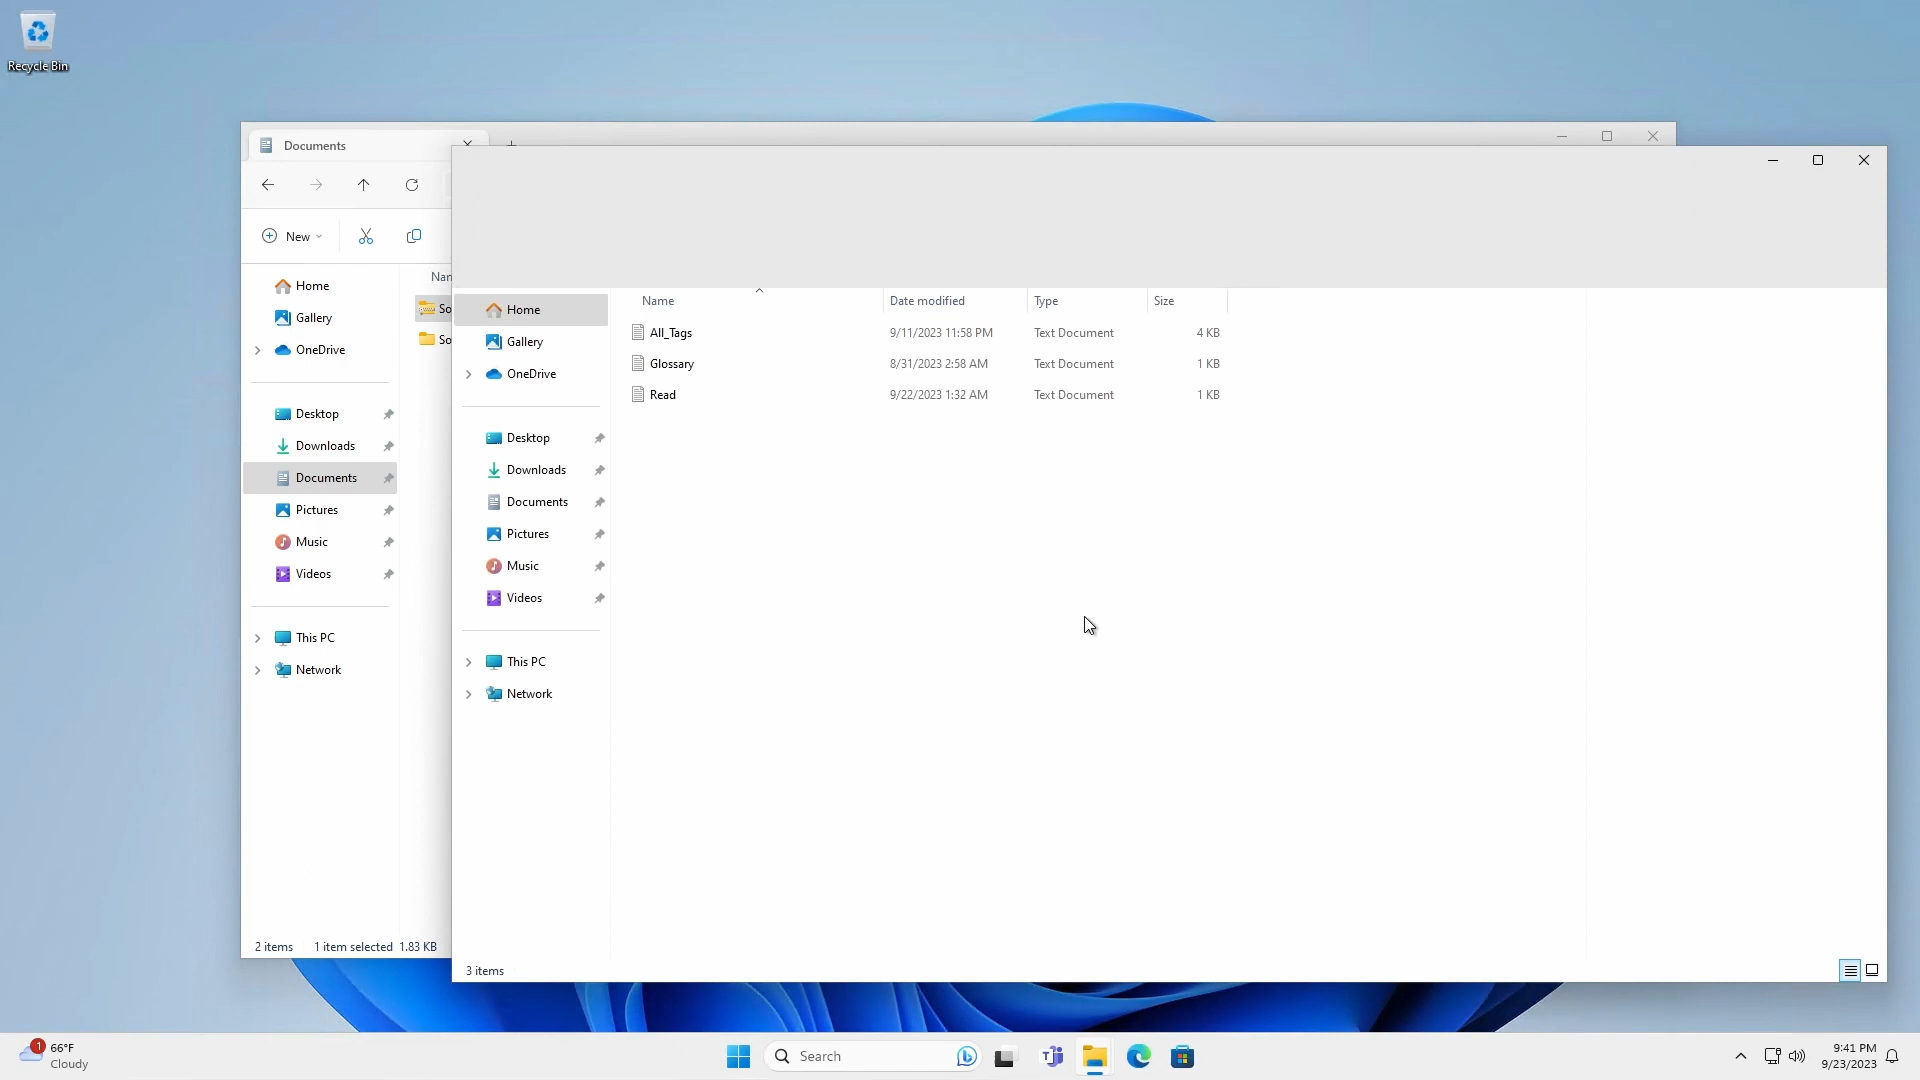 Recycle Bin
Documents
New
Home
Gallery
OneDrive
Desktop
Downloads
Documents
Pictures
Music
Videos
This PC
Network
2 items 1 item selected 1.83 KB
Nan
So
So
Home
Gallery
OneDrive
Desktop
Downloads
Documents
Pictures
Music
Videos
This PC
Network
Name Date modified Type Size
All_Tags 9/11/2023 11:58 PM Text Document 4 KB
Glossary 8/31/2023 2:58 AM Text Document 1 KB
Read 9/22/2023 1:32 AM Text Document 1 KB
3 items
1
66°F
Cloudy
Search
9:41 PM
9/23/2023